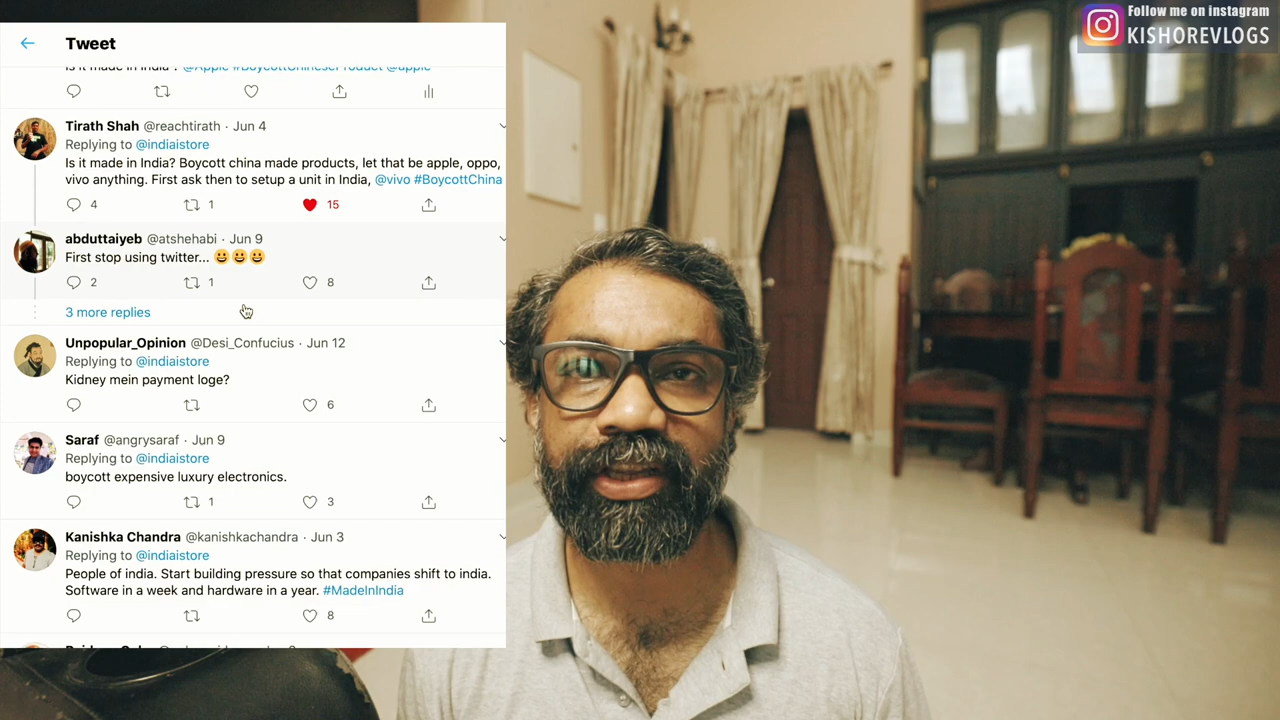 Follow me on instagram
KISHOREVLOGS
Tweet
Is it made in India ? @Apple #BoycottChineseProduct @apple
Tirath Shah @reachtirath · Jun 4
Replying to @indiaistore
Is it made in India? Boycott china made products, let that be apple, oppo,
vivo anything. First ask then to setup a unit in India, @vivo #BoycottChina
4 1 15
abduttaiyeb @atshehabi · Jun 9
First stop using twitter... 😀😀😀
2 1 8
3 more replies
Unpopular_Opinion @Desi_Confucius · Jun 12
Replying to @indiaistore
Kidney mein payment loge?
6
Saraf @angrysaraf · Jun 9
Replying to @indiaistore
boycott expensive luxury electronics.
1 3
Kanishka Chandra @kanishkachandra · Jun 3
Replying to @indiaistore
People of india. Start building pressure so that companies shift to india.
Software in a week and hardware in a year. #MadeInIndia
8